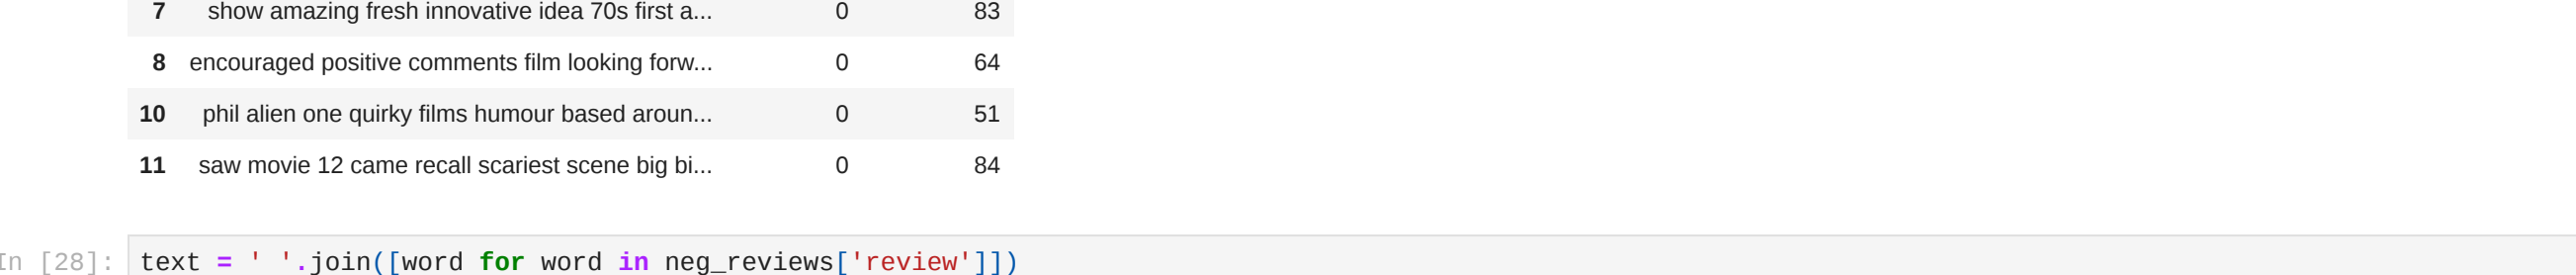 7 show amazing fresh innovative idea 70s first a... 0 83
8 encouraged positive comments film looking forw... 0 64
10 phil alien one quirky films humour based aroun... 0 51
11 saw movie 12 came recall scariest scene big bi... 0 84
In [28]: text = ' '.join([word for word in neg_reviews['review']])